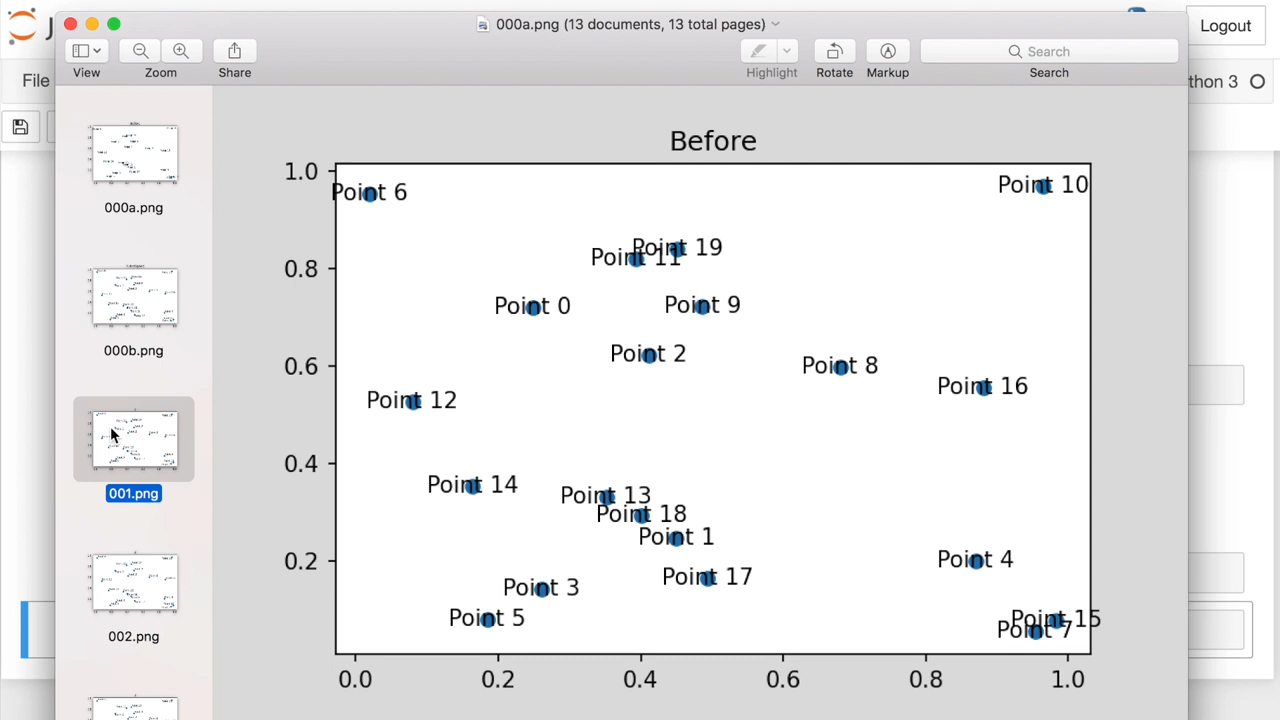 000a.png (13 documents, 13 total pages)
J
Logout
View
Zoom
Share
Highlight
Rotate
Markup
Search
Search
File
thon 3
000a.png
000b.png
001.png
002.png
Before
1.0
0.8
0.6
0.4
0.2
Point 6
Point 10
Point 19
Point 11
Point 0
Point 9
Point 2
Point 8
Point 16
Point 12
Point 14
Point 13
Point 18
Point 1
Point 4
Point 17
Point 3
Point 5
Point 15
Point 7
0.0 0.2 0.4 0.6 0.8 1.0